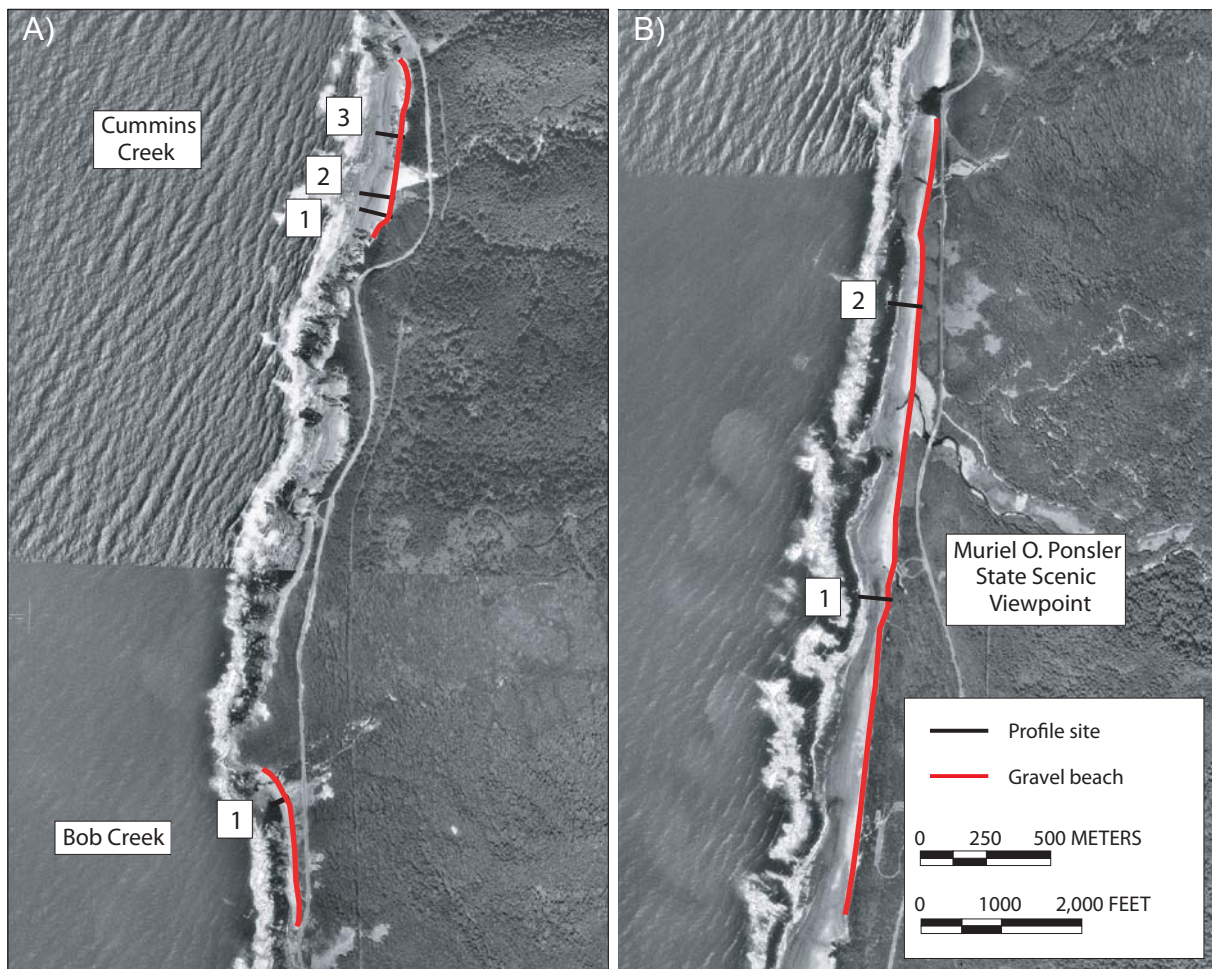 A)
Cummins
Creek
3
2
1
1
Bob Creek
B)
2
1
Muriel O. Ponsler
State Scenic
Viewpoint
Profile site
Gravel beach
0 250 500 METERS
0 1000 2,000 FEET